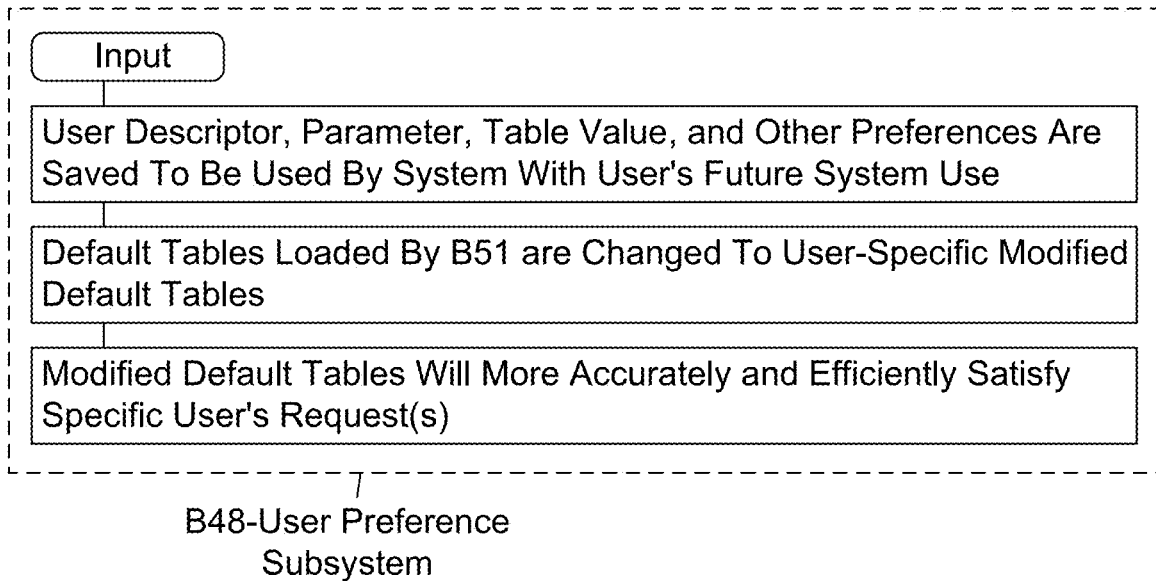 Input
User Descriptor, Parameter, Table Value, and Other Preferences Are
Saved To Be Used By System With User's Future System Use
Default Tables Loaded By B51 are Changed To User-Specific Modified
Default Tables
Modified Default Tables Will More Accurately and Efficiently Satisfy
Specific User's Request(s)
B48-User Preference
Subsystem